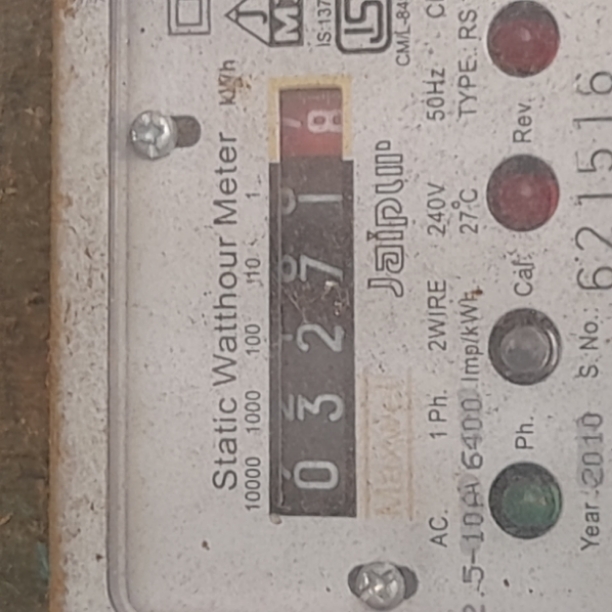 IS:137
CM/L-84
Static Watthour Meter kWh
10000 1000 100 10 1
0 3 2 7 1 8
Jaipur
AC. 1 Ph. 2WIRE 240V 50Hz
5-10A 6400 Imp/kWh 27°C TYPE: RS
Ph. Cal. Rev.
Year:2010 S. No.: 621516